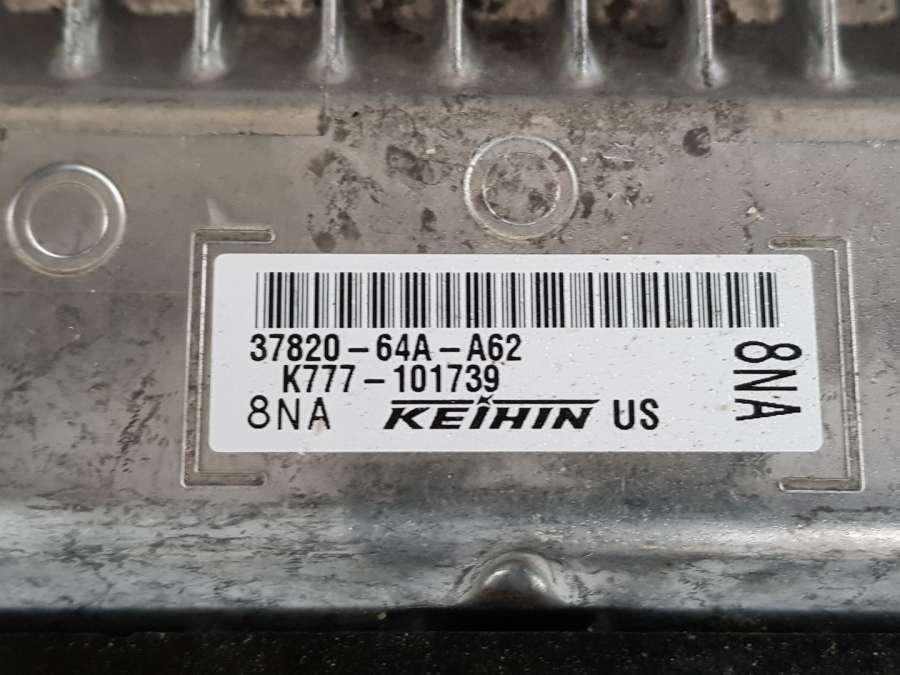 37820-64A-A62
K777-101739
8NA KEIHIN US
8NA